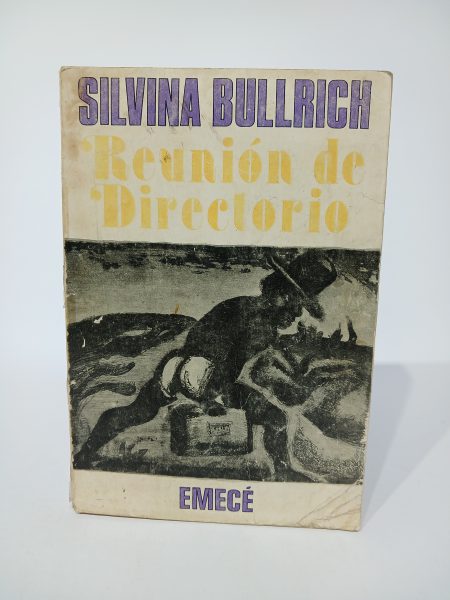 SILVINA BULLRICH
Reunión de
Directorio
EMECÉ